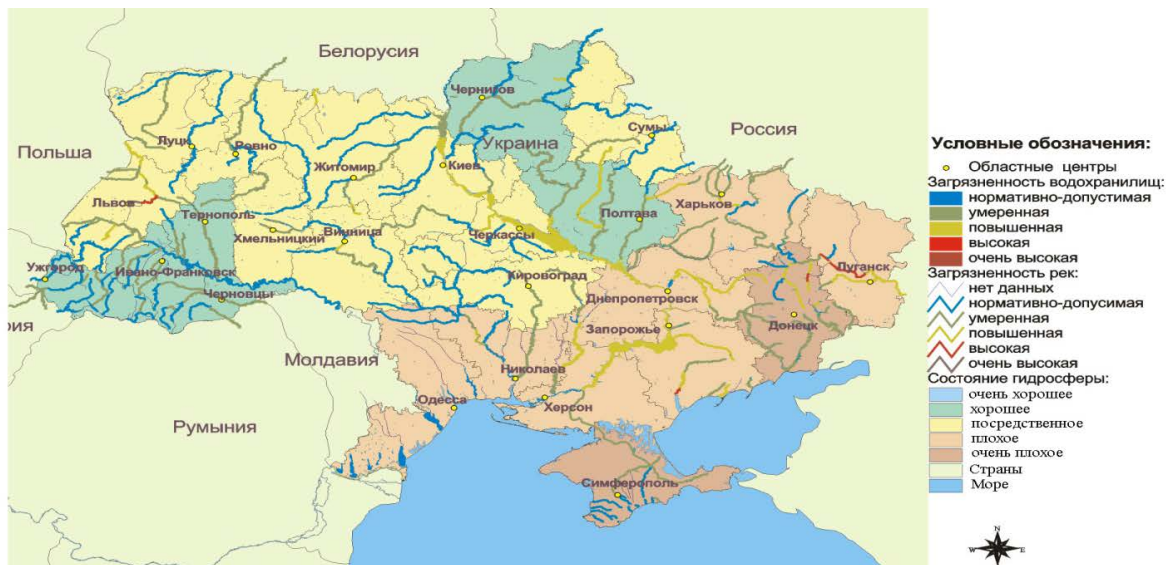 Белорусия
Чернигов
Россия
Польша
Луцк
Ровно
Сумы
Украина
Житомир
Киев
Львов
Тернополь
Харьков
Полтава
Хмельницкий
Винница
Черкассы
Ужгород
Ивано-Франковск
Кировоград
Луганск
Черновцы
Днепропетровск
рия
Донецк
Запорожье
Молдавия
Николаев
Одесса
Херсон
Румыния
Симферополь
Условные обозначения:
Областные центры
Загрязненность водохранилищ:
нормативно-допустимая
умеренная
повышенная
высокая
очень высокая
Загрязненность рек:
нет данных
нормативно-допусимая
умеренная
повышенная
высокая
очень высокая
Состояние гидросферы:
очень хорошее
хорошее
посредственное
плохое
очень плохое
Страны
Море
N
W E
S